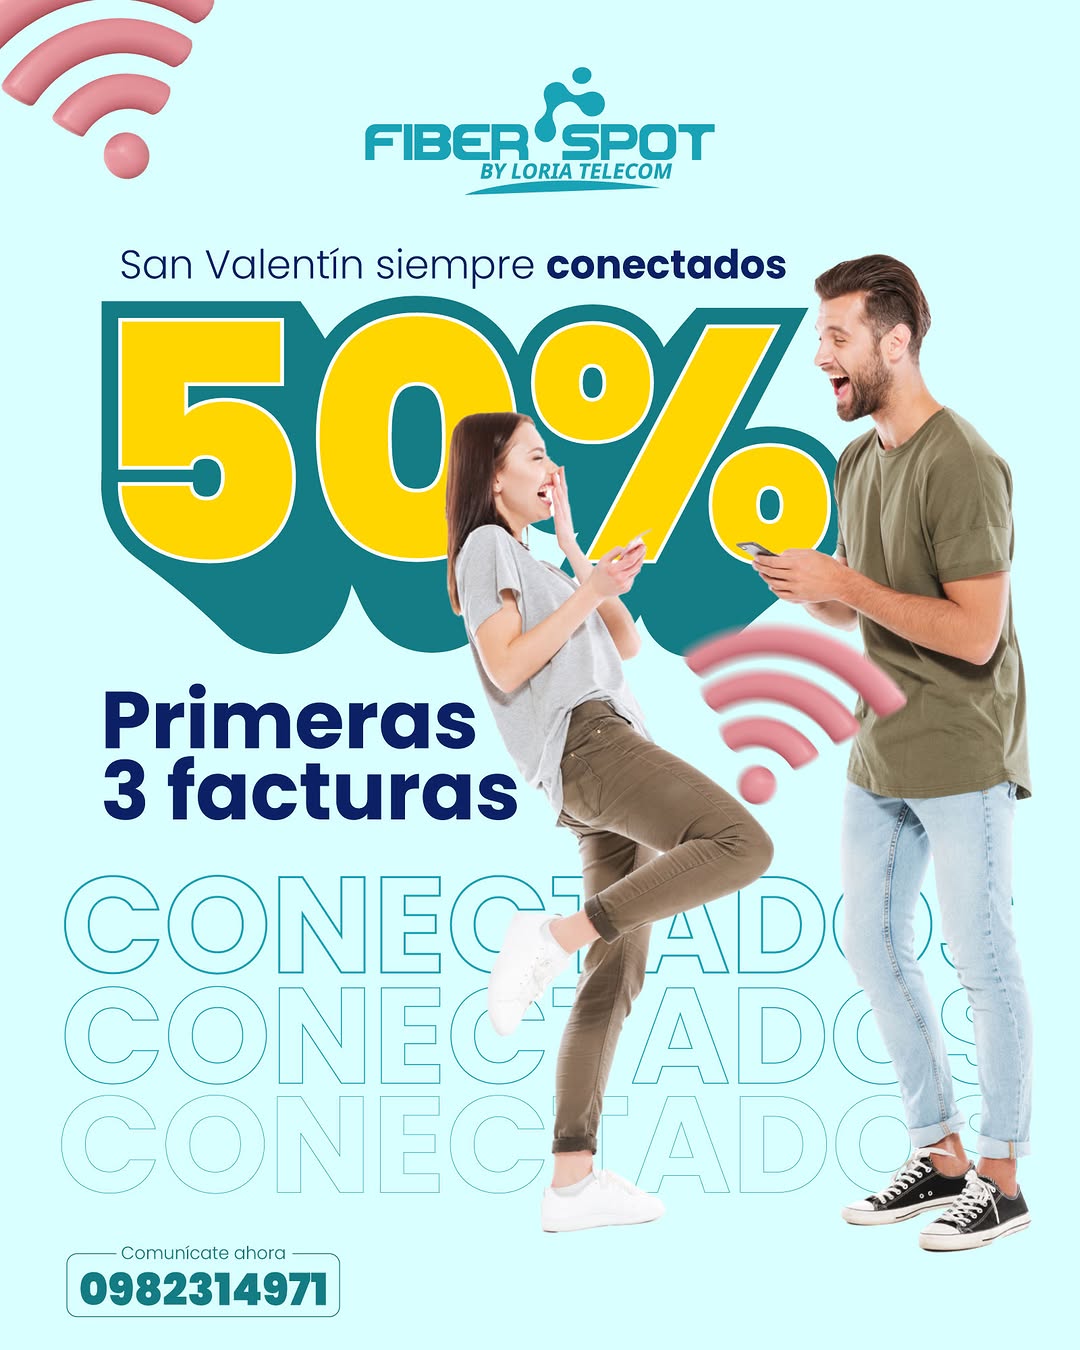 FIBER SPOT
BY LORIA TELECOM
San Valentín siempre conectados
50%
Primeras
3 facturas
CONECTADOS
CONECTADOS
CONECTADOS
Comunícate ahora
0982314971